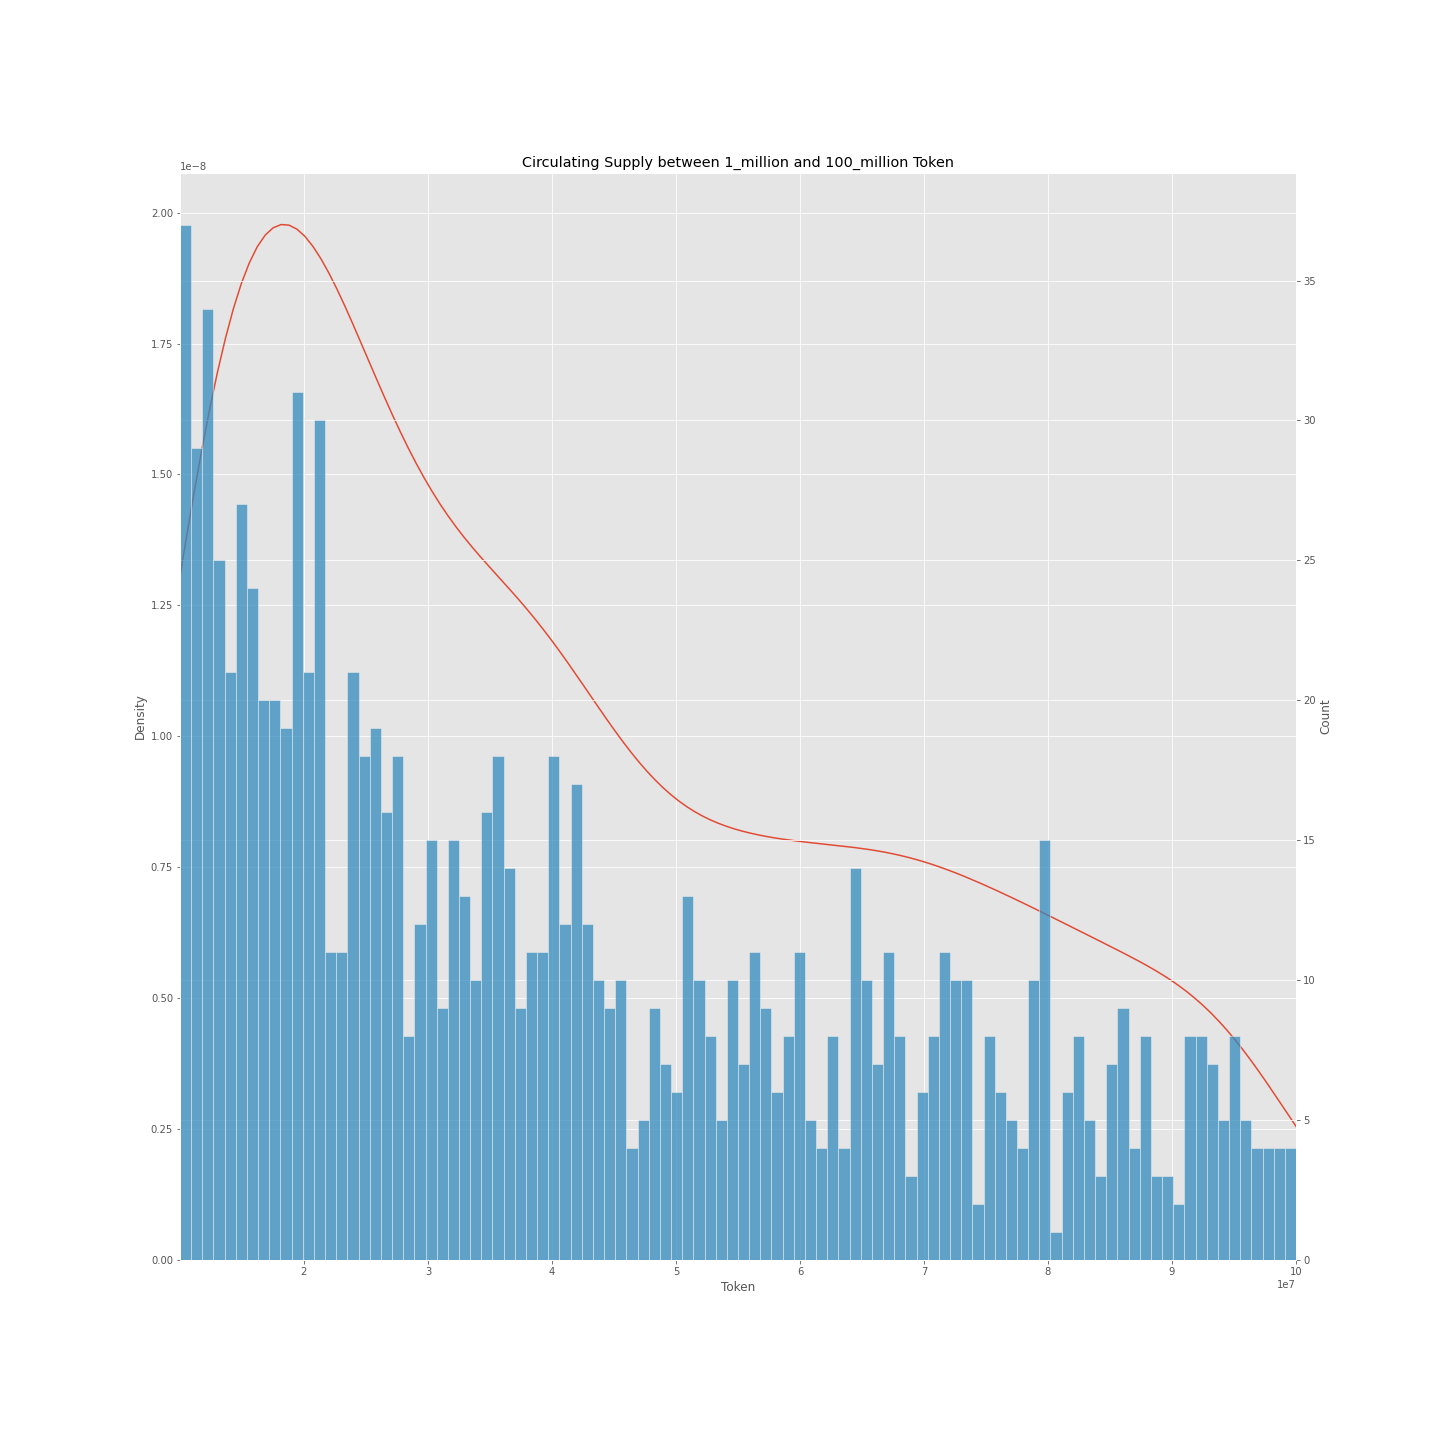 Circulating Supply between 1_million and 100_million Token
1e−8
2.00
1.75
1.50
1.25
1.00
0.75
0.50
0.25
0.00
Density
35
30
25
20
15
10
5
0
Count
2 3 4 5 6 7 8 9 10
1e7
Token